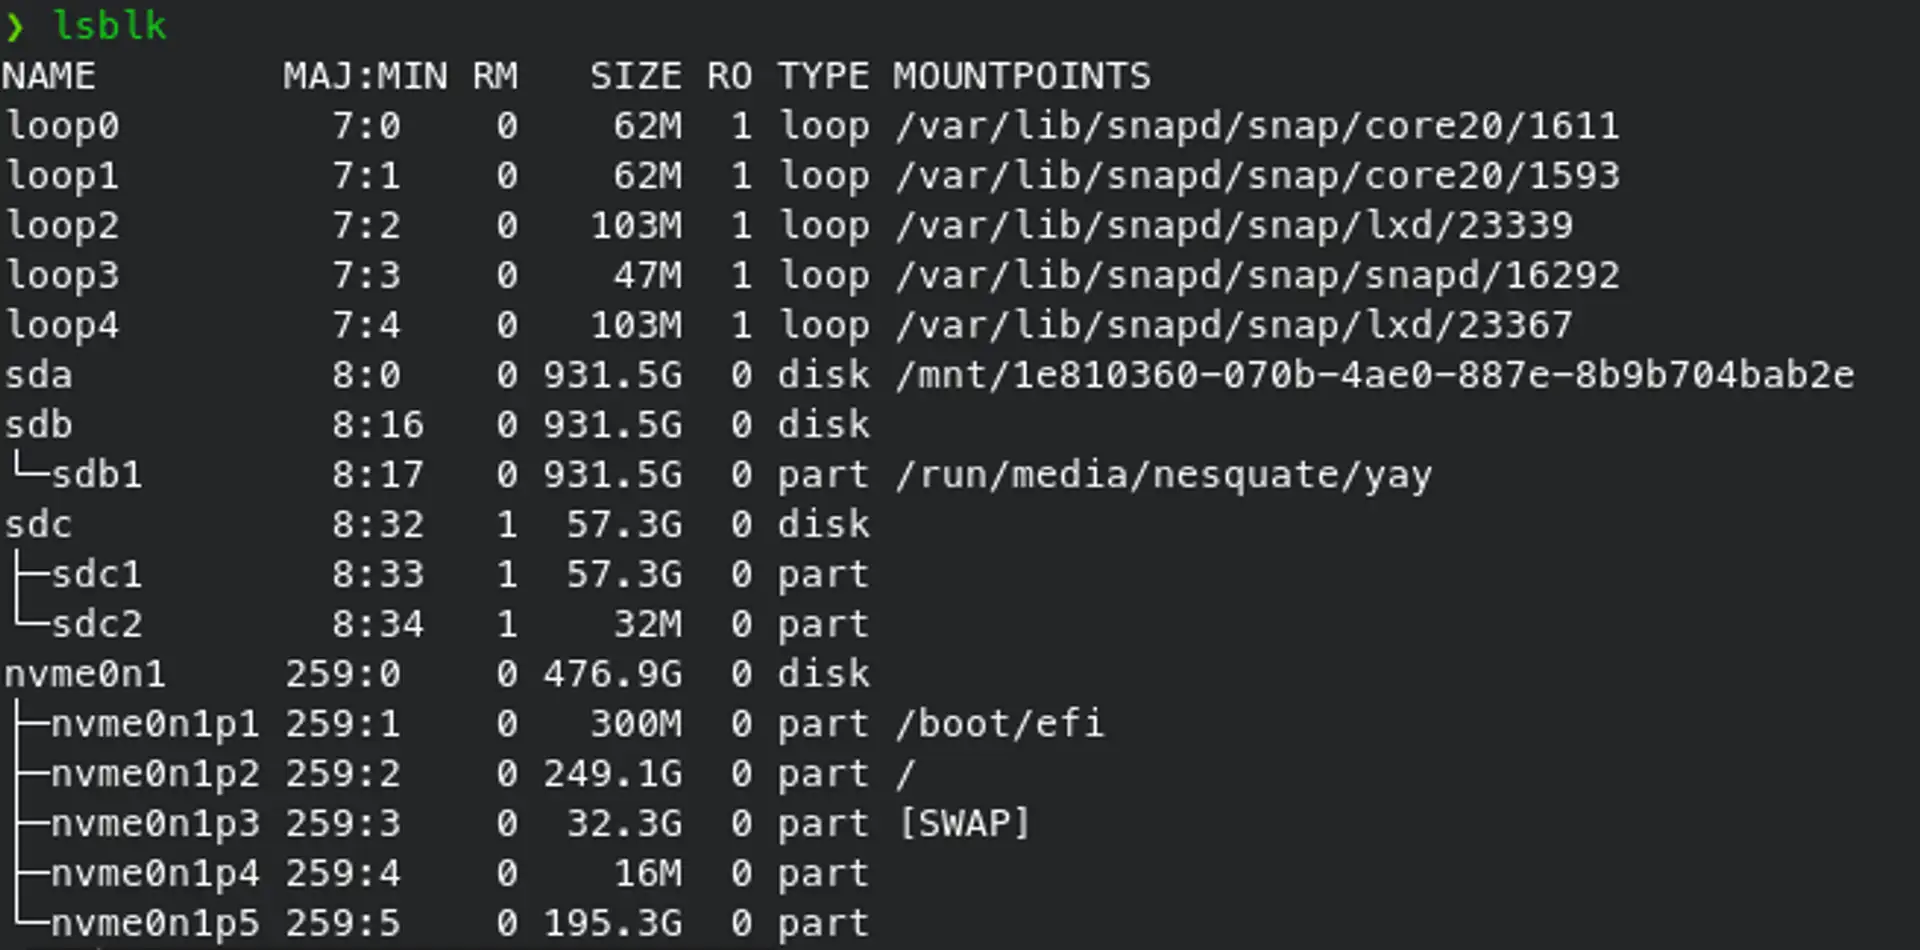 ❯ lsblk
NAME        MAJ:MIN RM   SIZE RO TYPE MOUNTPOINTS
loop0         7:0    0    62M  1 loop /var/lib/snapd/snap/core20/1611
loop1         7:1    0    62M  1 loop /var/lib/snapd/snap/core20/1593
loop2         7:2    0   103M  1 loop /var/lib/snapd/snap/lxd/23339
loop3         7:3    0    47M  1 loop /var/lib/snapd/snap/snapd/16292
loop4         7:4    0   103M  1 loop /var/lib/snapd/snap/lxd/23367
sda           8:0    0 931.5G  0 disk /mnt/1e810360-070b-4ae0-887e-8b9b704bab2e
sdb           8:16   0 931.5G  0 disk
└─sdb1        8:17   0 931.5G  0 part /run/media/nesquate/yay
sdc           8:32   1  57.3G  0 disk
├─sdc1        8:33   1  57.3G  0 part
└─sdc2        8:34   1    32M  0 part
nvme0n1     259:0    0 476.9G  0 disk
├─nvme0n1p1 259:1    0   300M  0 part /boot/efi
├─nvme0n1p2 259:2    0 249.1G  0 part /
├─nvme0n1p3 259:3    0  32.3G  0 part [SWAP]
├─nvme0n1p4 259:4    0    16M  0 part
└─nvme0n1p5 259:5    0 195.3G  0 part